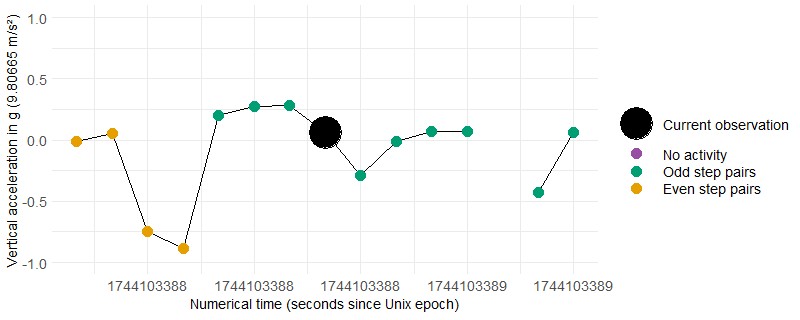 1.0
0.5
0.0
-0.5
-1.0
Vertical acceleration in g (9.80665 m/s²)
1744103388 1744103388 1744103388 1744103389 1744103389
Numerical time (seconds since Unix epoch)
Current observation
No activity
Odd step pairs
Even step pairs